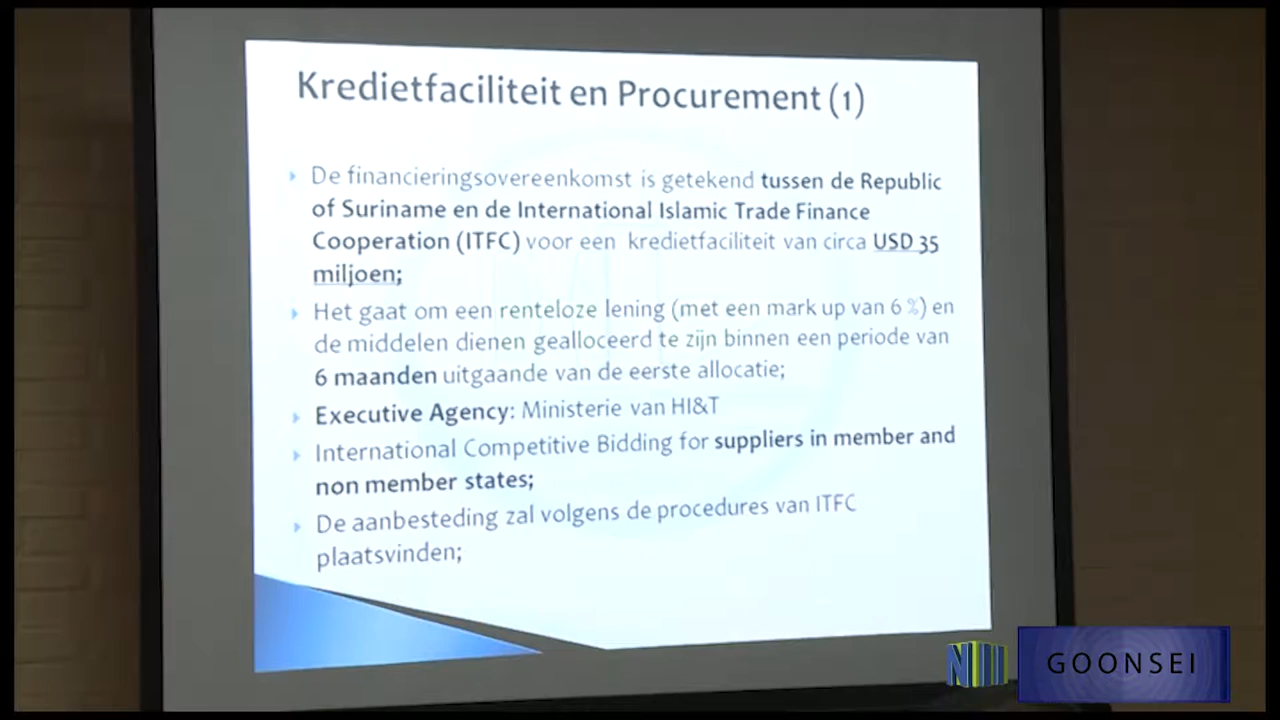 Kredietfaciliteit en Procurement (1)
De financieringsovereenkomst is getekend tussen de Republic
of Suriname en de International Islamic Trade Finance
Cooperation (ITFC) voor een kredietfaciliteit van circa USD 35
miljoen;
Het gaat om een renteloze lening (met een mark up van 6 %) en
de middelen dienen gealloceerd te zijn binnen een periode van
6 maanden uitgaande van de eerste allocatie;
Executive Agency: Ministerie van HI&T
International Competitive Bidding for suppliers in member and
non member states;
De aanbesteding zal volgens de procedures van ITFC
plaatsvinden;
GOONSEI